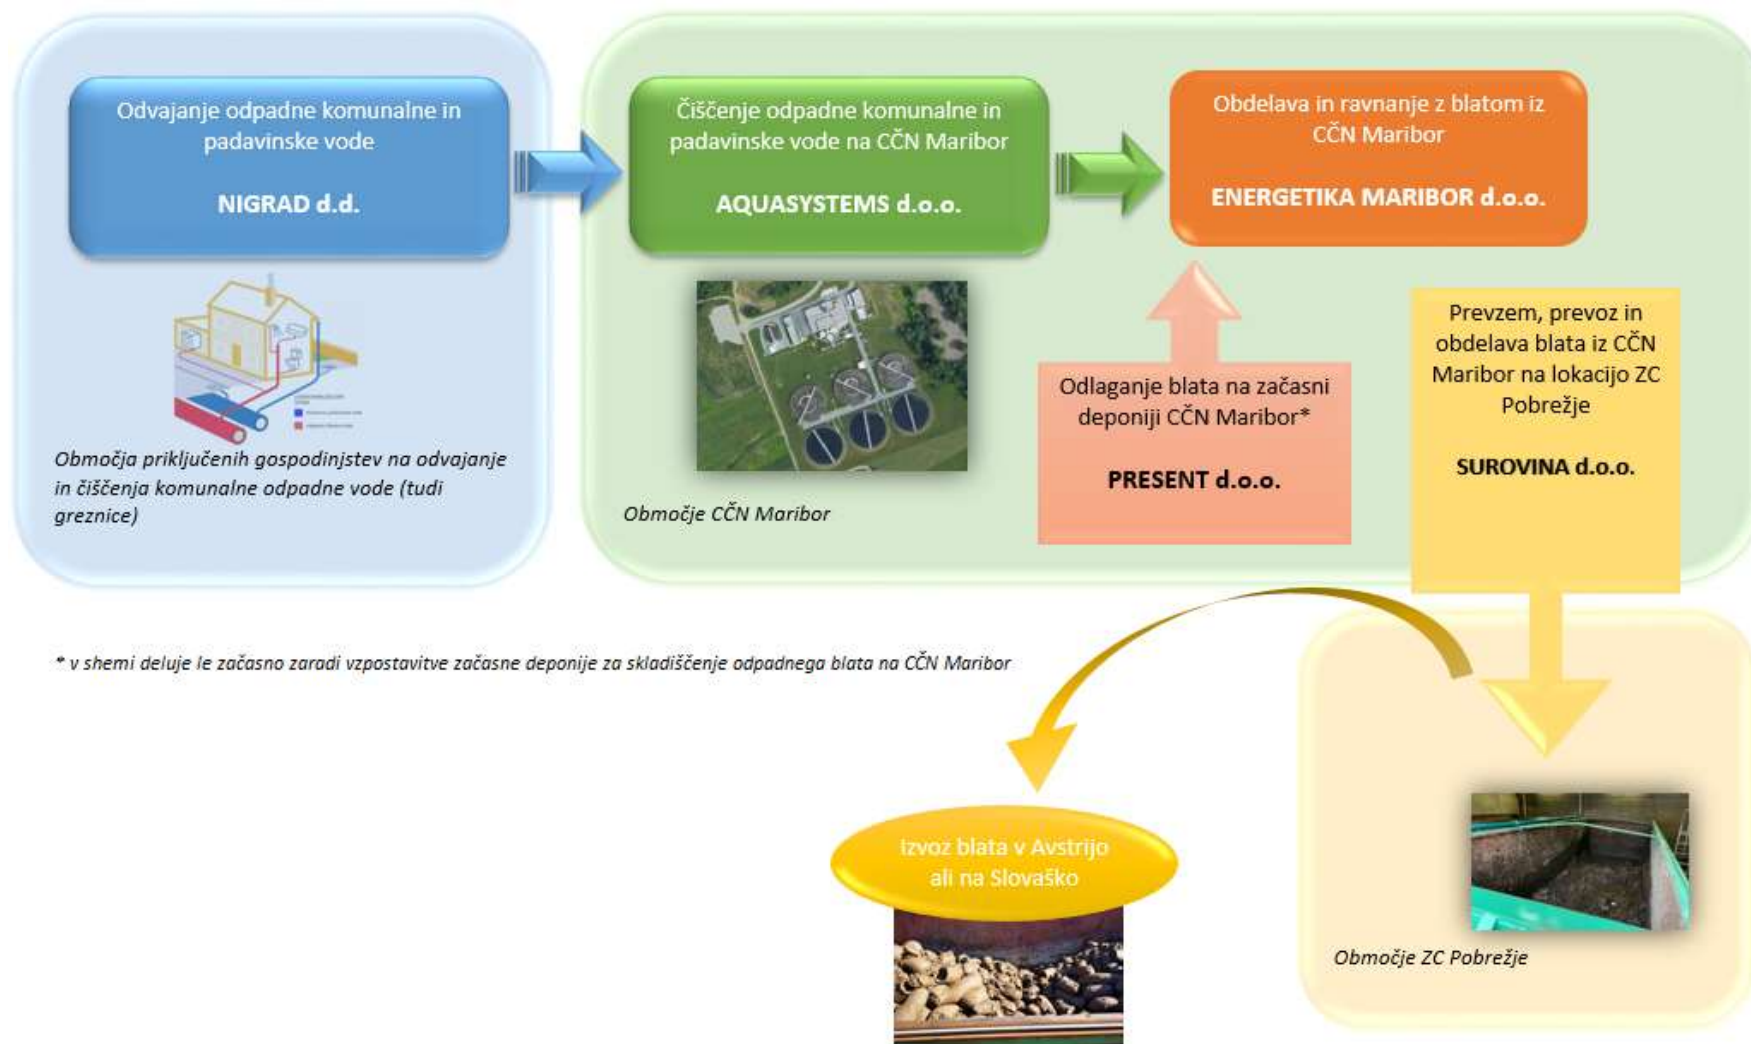 Odvajanje odpadne komunalne in
padavinske vode
NIGRAD d.d.
Območja priključenih gospodinjstev na odvajanje
in čiščenja komunalne odpadne vode (tudi
greznice)
Čiščenje odpadne komunalne in
padavinske vode na CČN Maribor
AQUASYSTEMS d.o.o.
Območje CČN Maribor
Obdelava in ravnanje z blatom iz
CČN Maribor
ENERGETIKA MARIBOR d.o.o.
Odlaganje blata na začasni
deponiji CČN Maribor*
PRESENT d.o.o.
Prevzem, prevoz in
obdelava blata iz CČN
Maribor na lokacijo ZC
Pobrežje
SUROVINA d.o.o.
* v shemi deluje le začasno zaradi vzpostavitve začasne deponije za skladiščenje odpadnega blata na CČN Maribor
Izvoz blata v Avstrijo
ali na Slovaško
Območje ZC Pobrežje